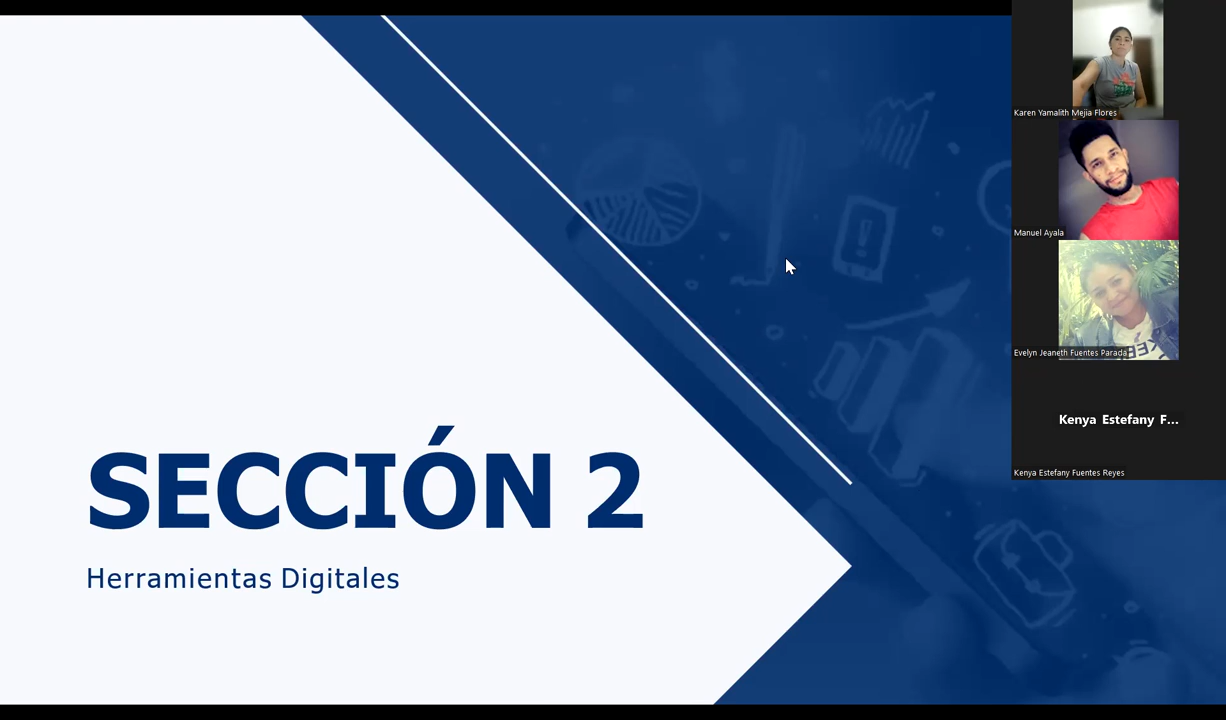 SECCIÓN 2
Herramientas Digitales
Karen Yamalith Mejia Flores
Manuel Ayala
Evelyn Jeaneth Fuentes Parada
Kenya Estefany F...
Kenya Estefany Fuentes Reyes